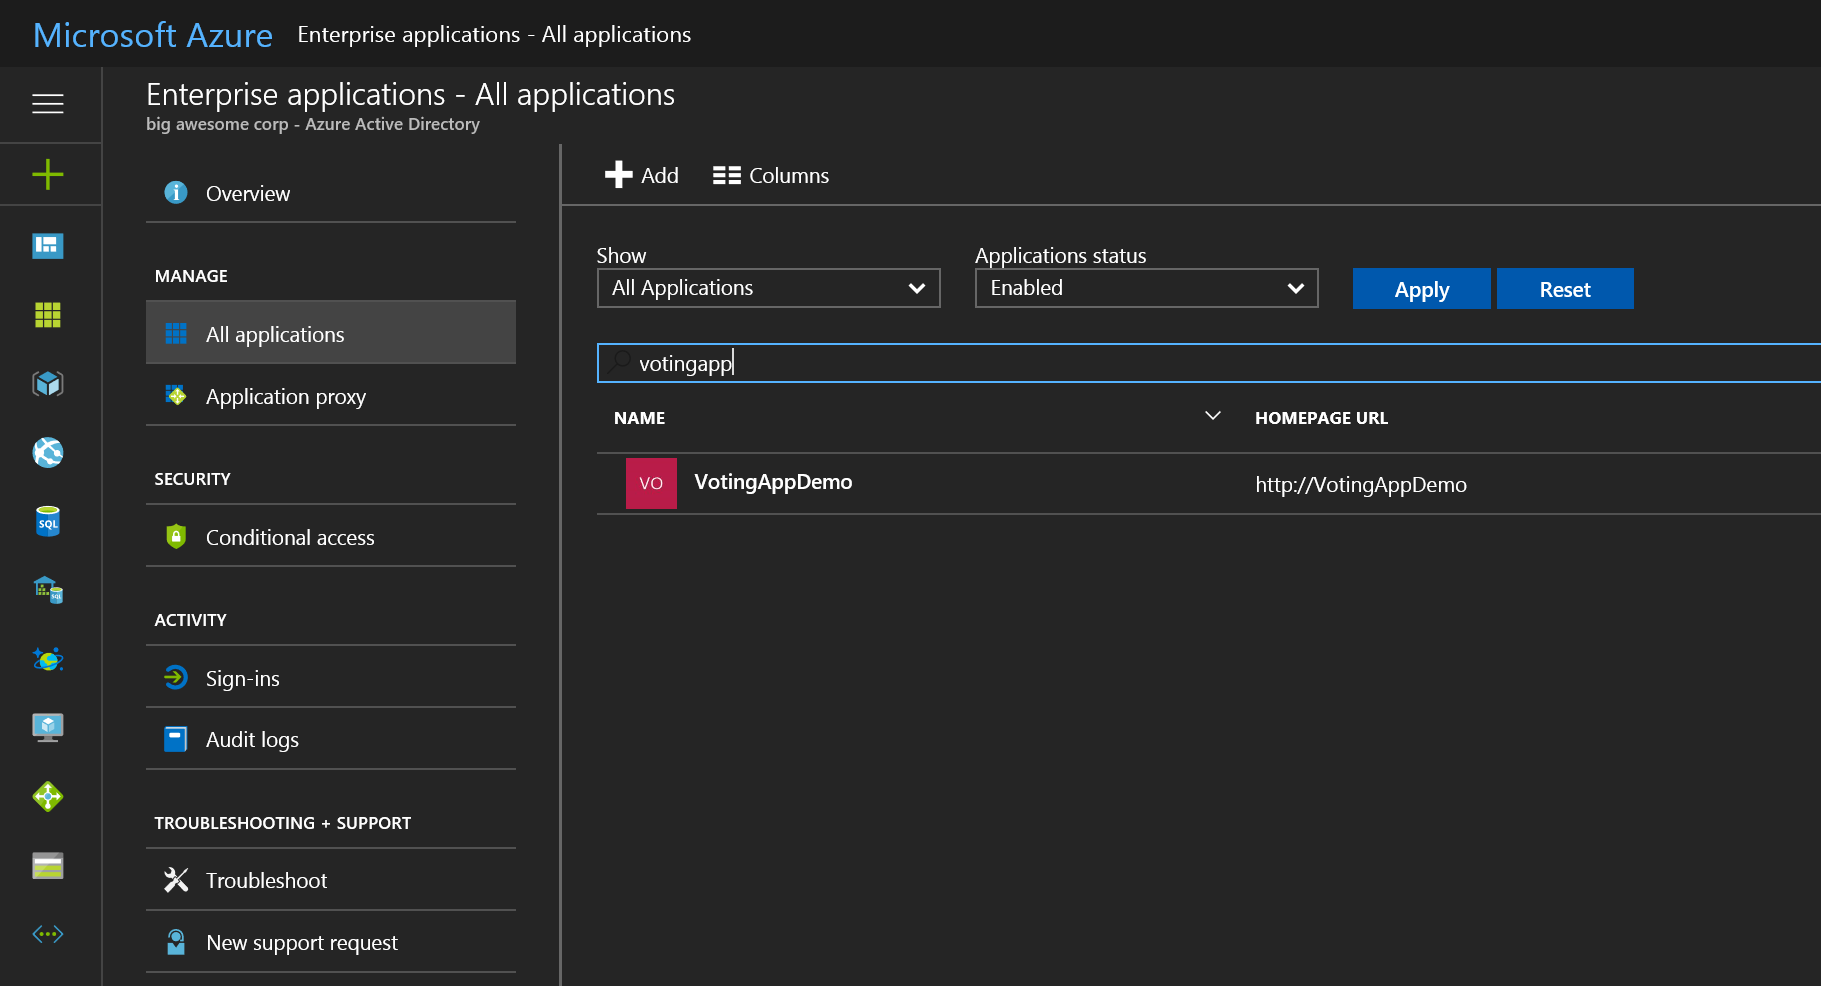 Microsoft Azure Enterprise applications - All applications
Enterprise applications - All applications
big awesome corp - Azure Active Directory
Overview
MANAGE
All applications
Application proxy
SECURITY
Conditional access
ACTIVITY
Sign-ins
Audit logs
TROUBLESHOOTING + SUPPORT
Troubleshoot
New support request
Add Columns
Show Applications status
All Applications Enabled Apply Reset
votingapp
NAME HOMEPAGE URL
VO VotingAppDemo http://VotingAppDemo
SQL
SQL